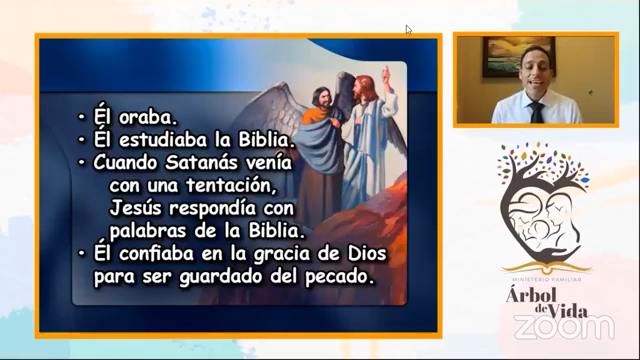 • Él oraba.
• Él estudiaba la Biblia.
• Cuando Satanás venía
con una tentación,
Jesús respondía con
palabras de la Biblia.
• Él confiaba en la gracia de Dios
para ser guardado del pecado.
MINISTERIO FAMILIAR
Árbol
de Vida
zoom